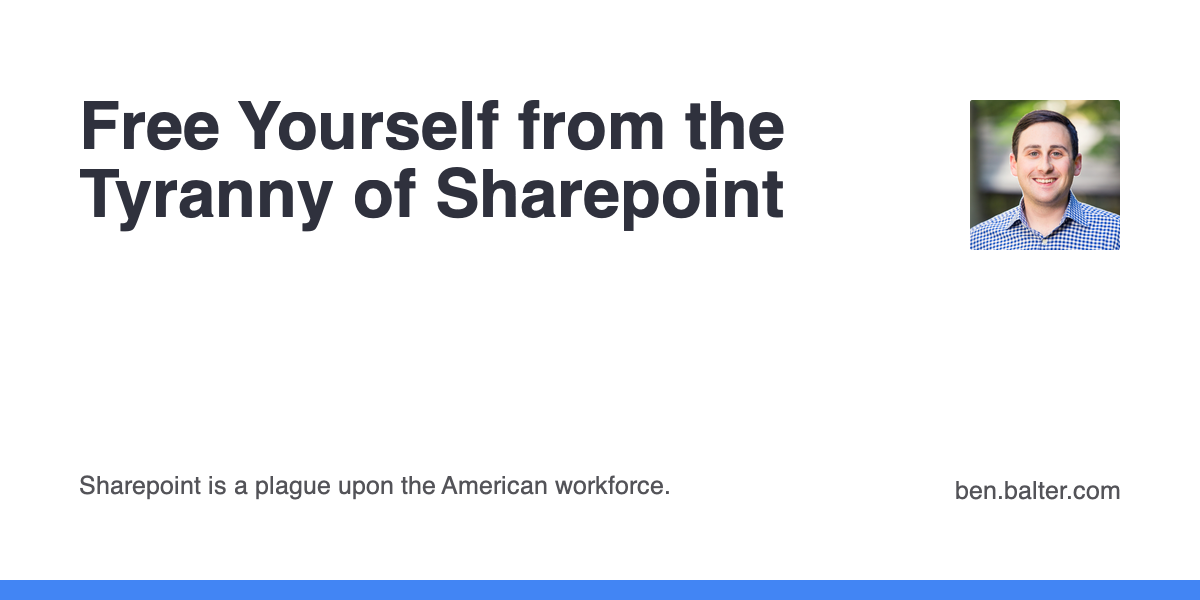 Free Yourself from the
Tyranny of Sharepoint
Sharepoint is a plague upon the American workforce.
ben.balter.com